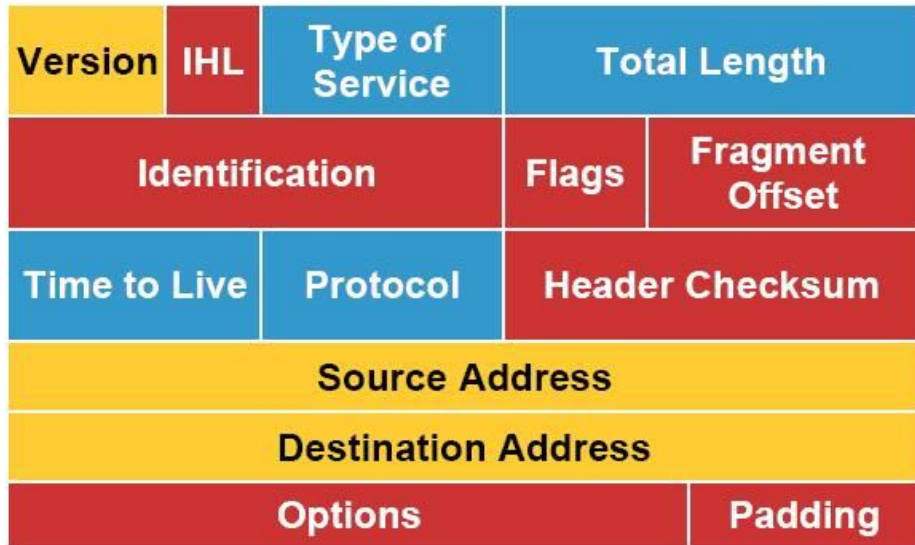 Version IHL Type of Service Total Length
Identification Flags Fragment Offset
Time to Live Protocol Header Checksum
Source Address
Destination Address
Options Padding